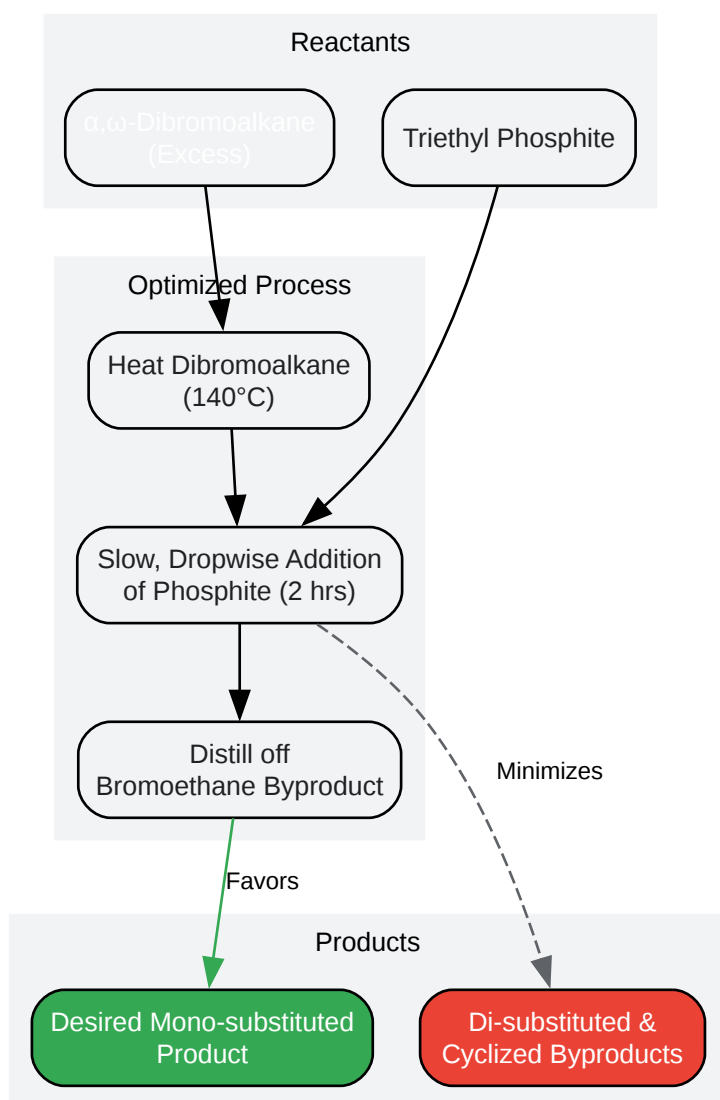 Reactants
α,ω-Dibromoalkane
(Excess)
Triethyl Phosphite
Optimized Process
Heat Dibromoalkane
(140°C)
Slow, Dropwise Addition
of Phosphite (2 hrs)
Distill off
Bromoethane Byproduct
Minimizes
Favors
Products
Desired Mono-substituted
Product
Di-substituted &
Cyclized Byproducts